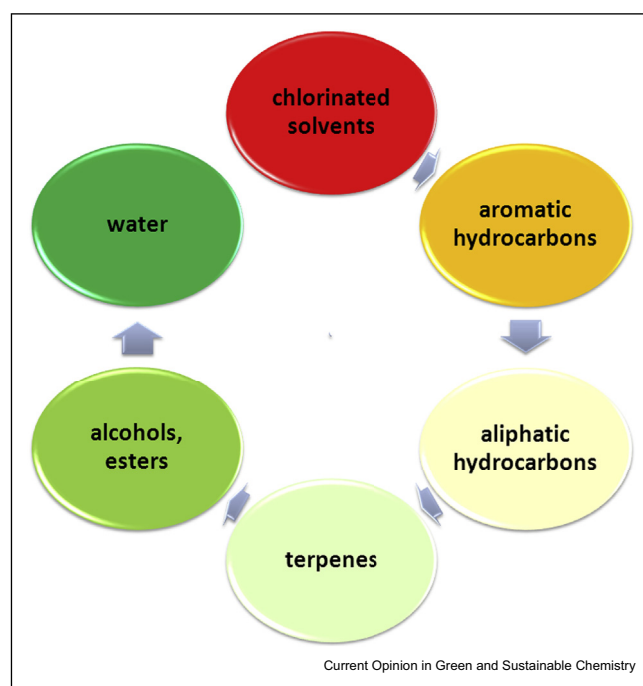 chlorinated
solvents
aromatic
hydrocarbons
aliphatic
hydrocarbons
terpenes
alcohols,
esters
water
Current Opinion in Green and Sustainable Chemistry